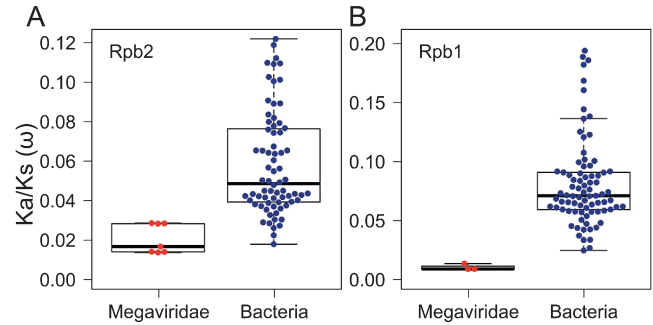 A
B
Ka/Ks (ω)
Rpb2
0.12
0.10
0.08
0.06
0.04
0.02
0.00
Megaviridae Bacteria
Rpb1
0.20
0.15
0.10
0.05
0.00
Megaviridae Bacteria